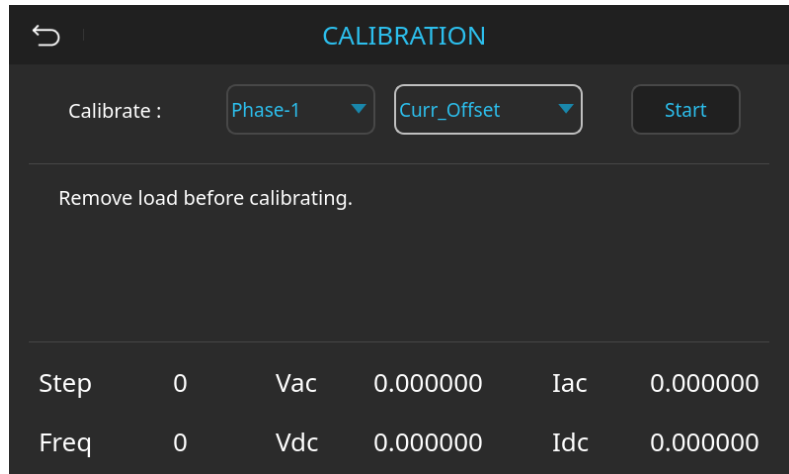 CALIBRATION
Calibrate : Phase-1 Curr_Offset Start
Remove load before calibrating.
Step 0 Vac 0.000000 Iac 0.000000
Freq 0 Vdc 0.000000 Idc 0.000000